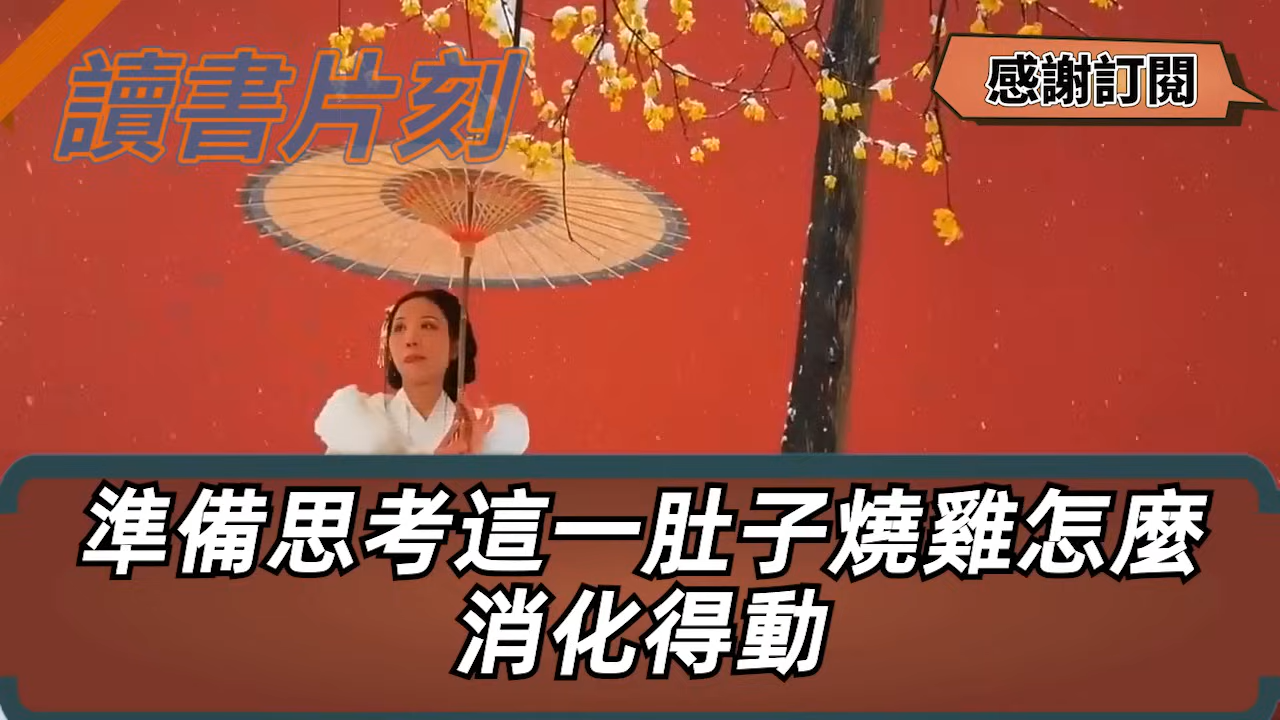 讀書片刻
感謝訂閱
準備思考這一肚子燒雞怎麼
消化得動